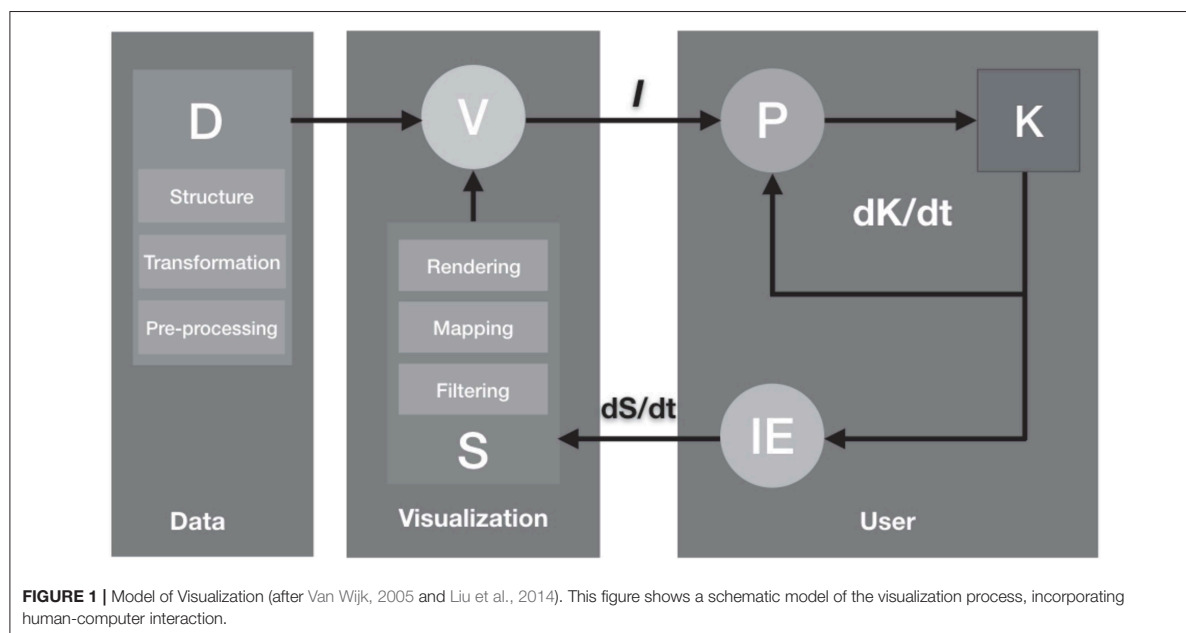 D
Structure
Transformation
Pre-processing
Data
V
Rendering
Mapping
Filtering
S
Visualization
I
dS/dt
P
K
dK/dt
IE
User
FIGURE 1 | Model of Visualization (after Van Wijk, 2005 and Liu et al., 2014). This figure shows a schematic model of the visualization process, incorporating
human-computer interaction.